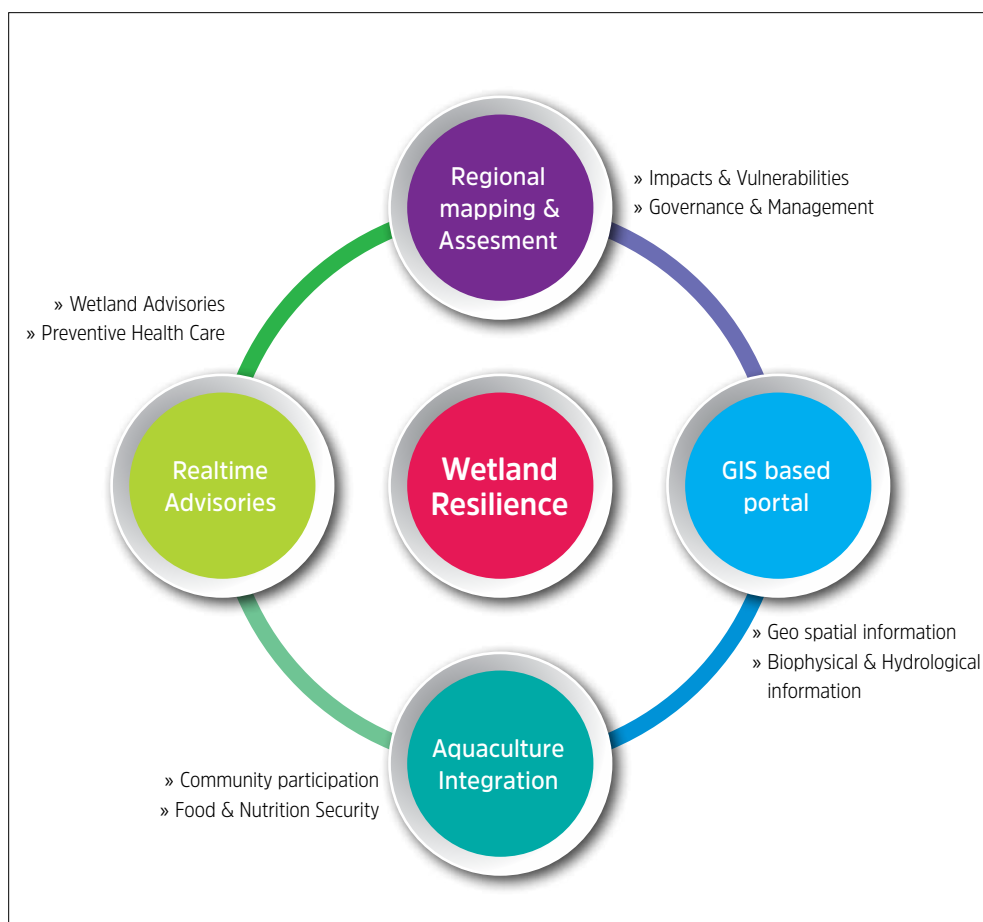 Regional
mapping &
Assesment
» Impacts & Vulnerabilities
» Governance & Management
» Wetland Advisories
» Preventive Health Care
Realtime
Advisories
Wetland
Resilience
GIS based
portal
» Geo spatial information
» Biophysical & Hydrological
information
Aquaculture
Integration
» Community participation
» Food & Nutrition Security